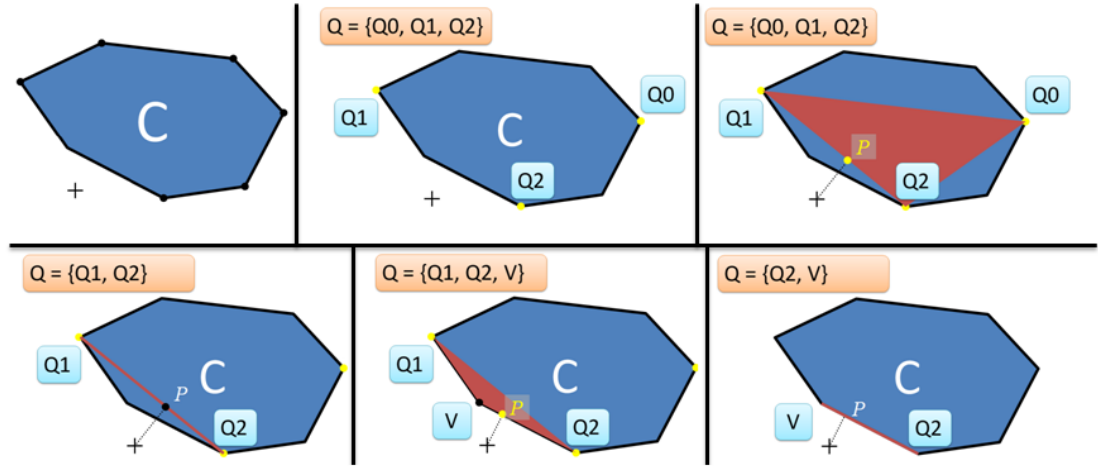 C
Q = {Q0, Q1, Q2}
Q1
C
Q0
Q2
Q = {Q0, Q1, Q2}
Q1
Q0
P
Q2
Q = {Q1, Q2}
Q1
C
P
Q2
Q = {Q1, Q2, V}
Q1
C
V
P
Q2
Q = {Q2, V}
C
V
P
Q2